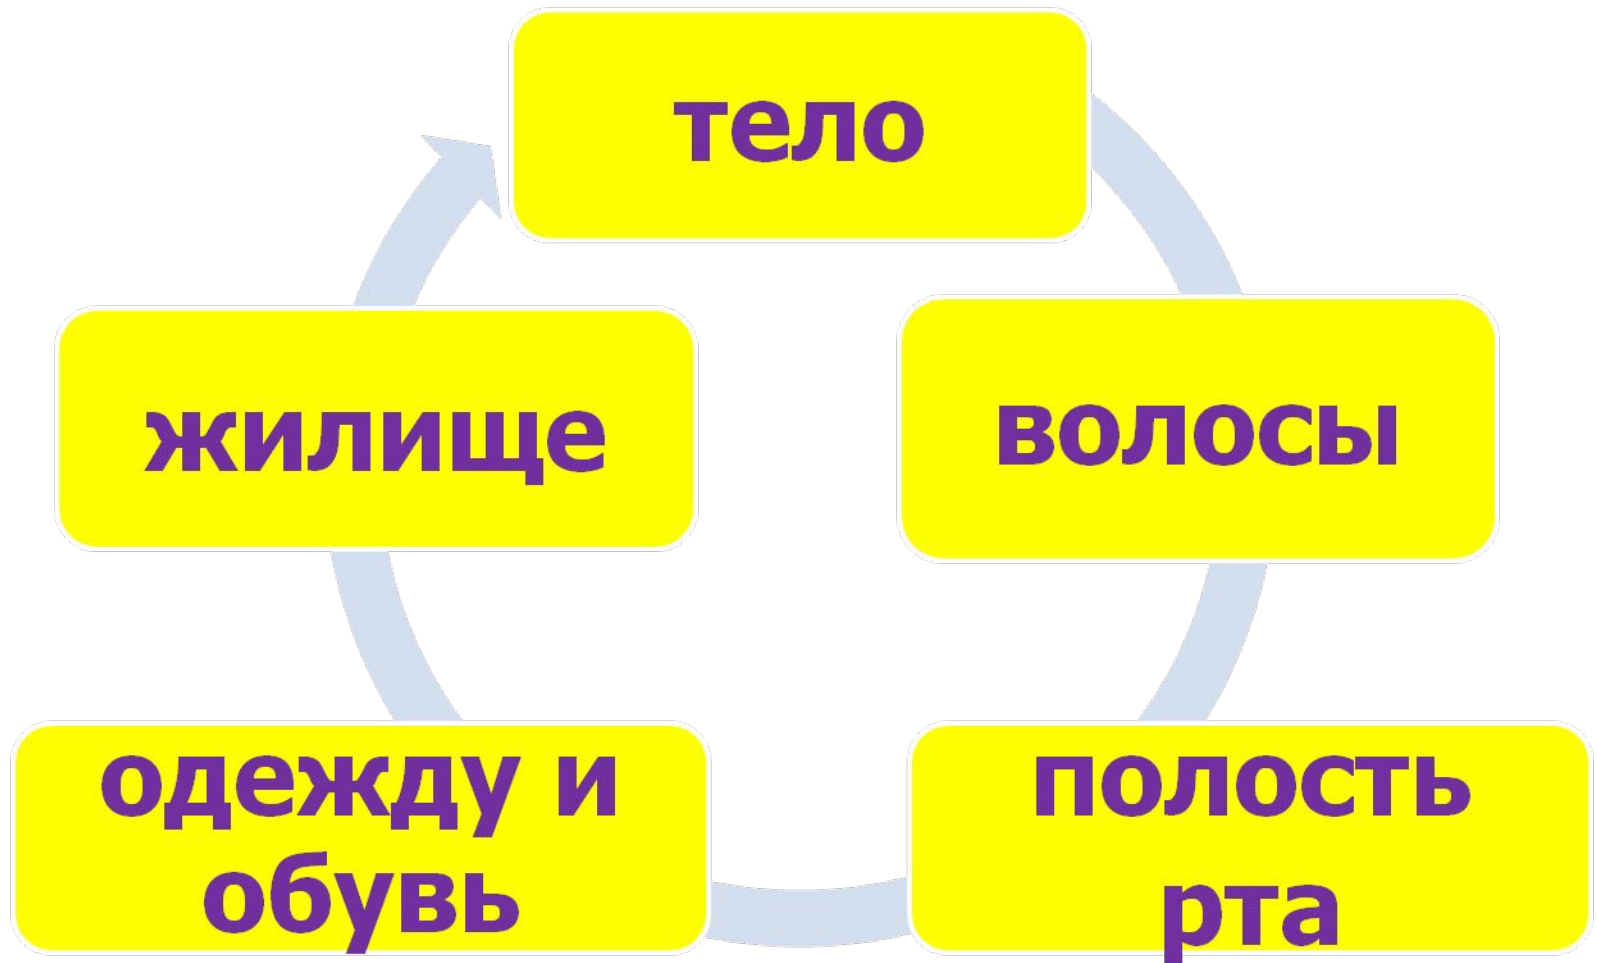 тело
волосы
полость
рта
одежду и
обувь
жилище